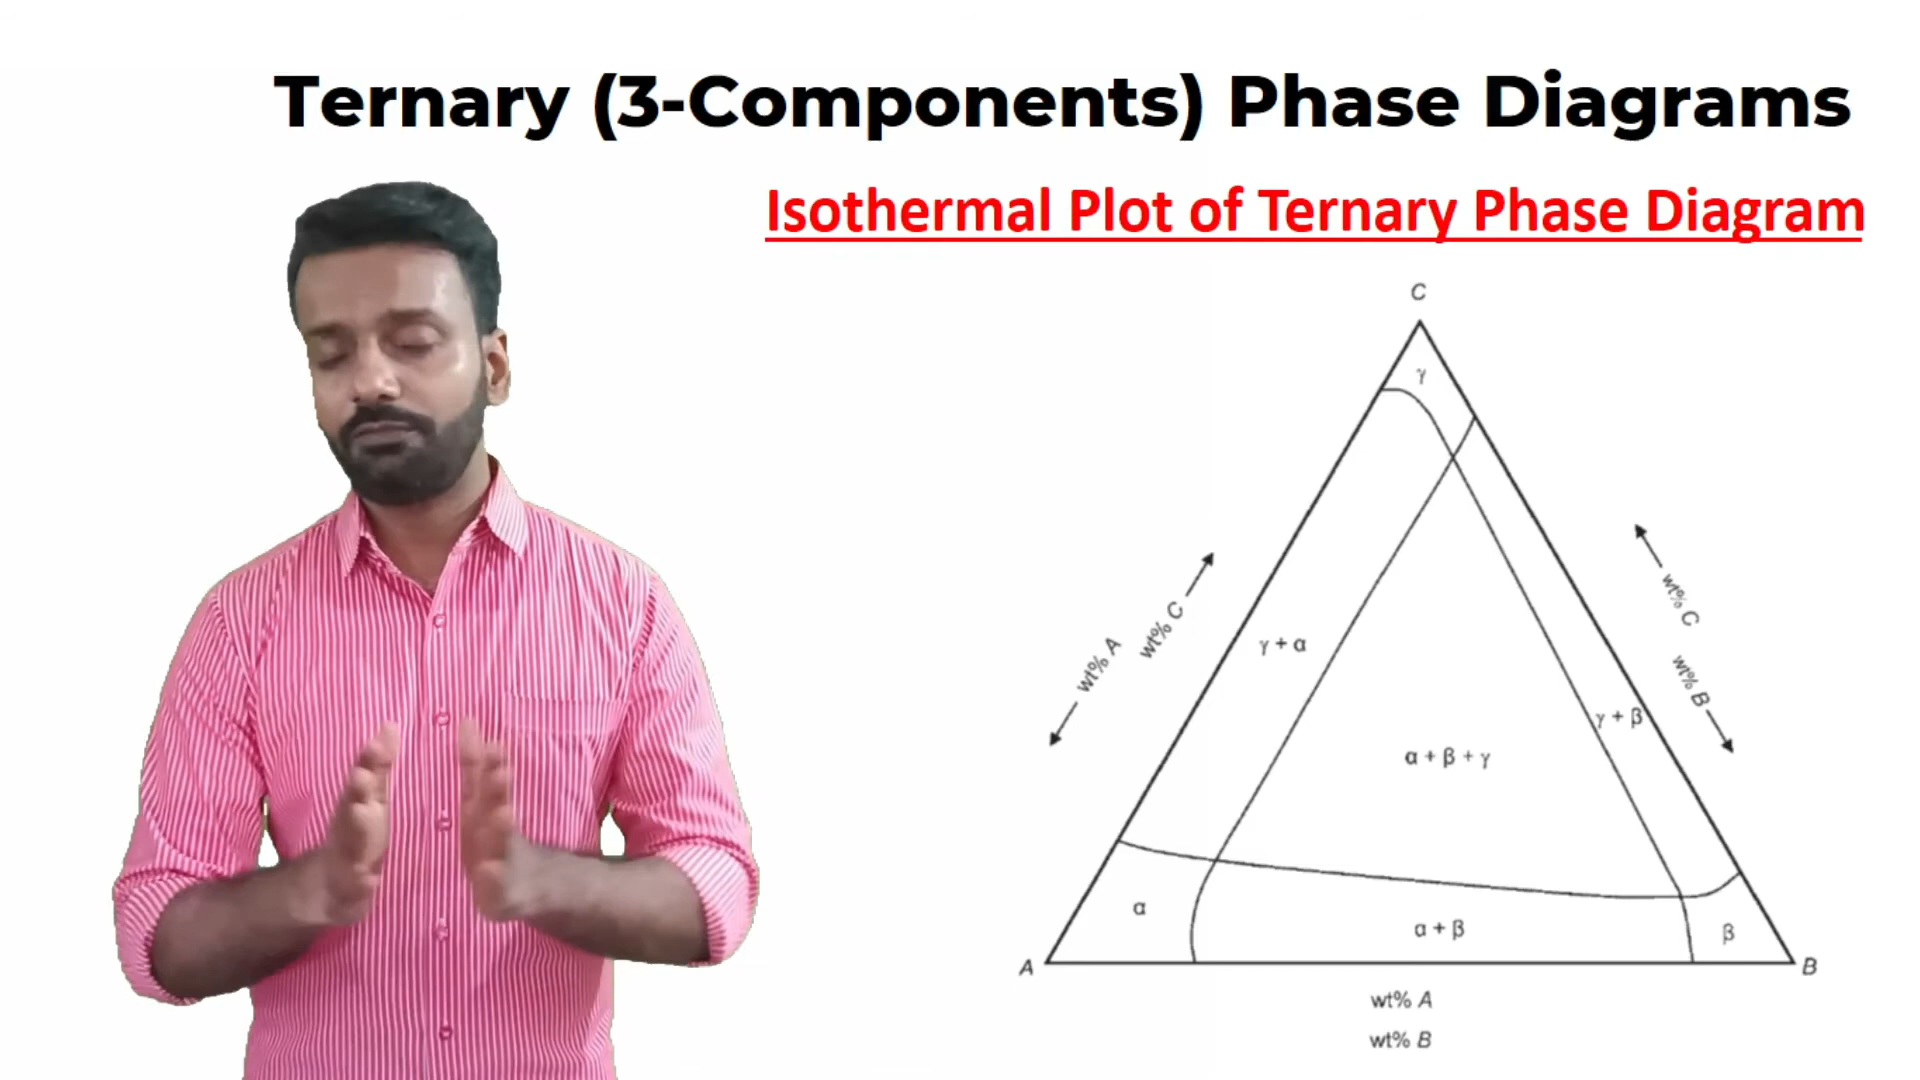 Ternary (3-Components) Phase Diagrams
Isothermal Plot of Ternary Phase Diagram
C
γ
wt% C
wt% A
wt% C
wt% B
γ + α
γ + β
α + β + γ
α
α + β
β
A
B
wt% A
wt% B